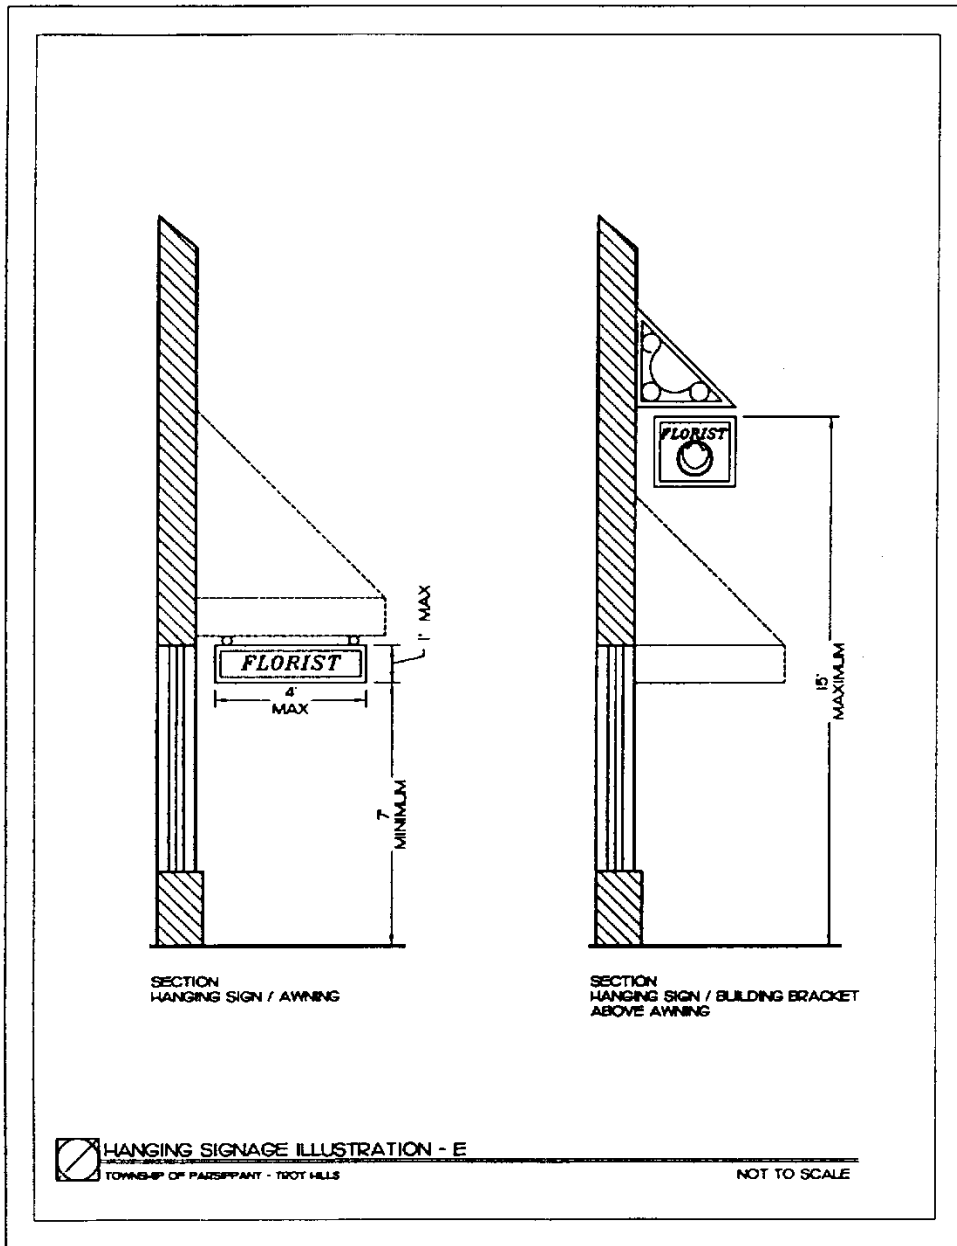 FLORIST
1' MAX
FLORIST
4'
MAX
7'
MINIMUM
15'
MAXIMUM
SECTION
HANGING SIGN / AWNING
SECTION
HANGING SIGN / BUILDING BRACKET
ABOVE AWNING
HANGING SIGNAGE ILLUSTRATION - E
TOWNSHIP OF PARSIPPANY - TROY HILLS
NOT TO SCALE